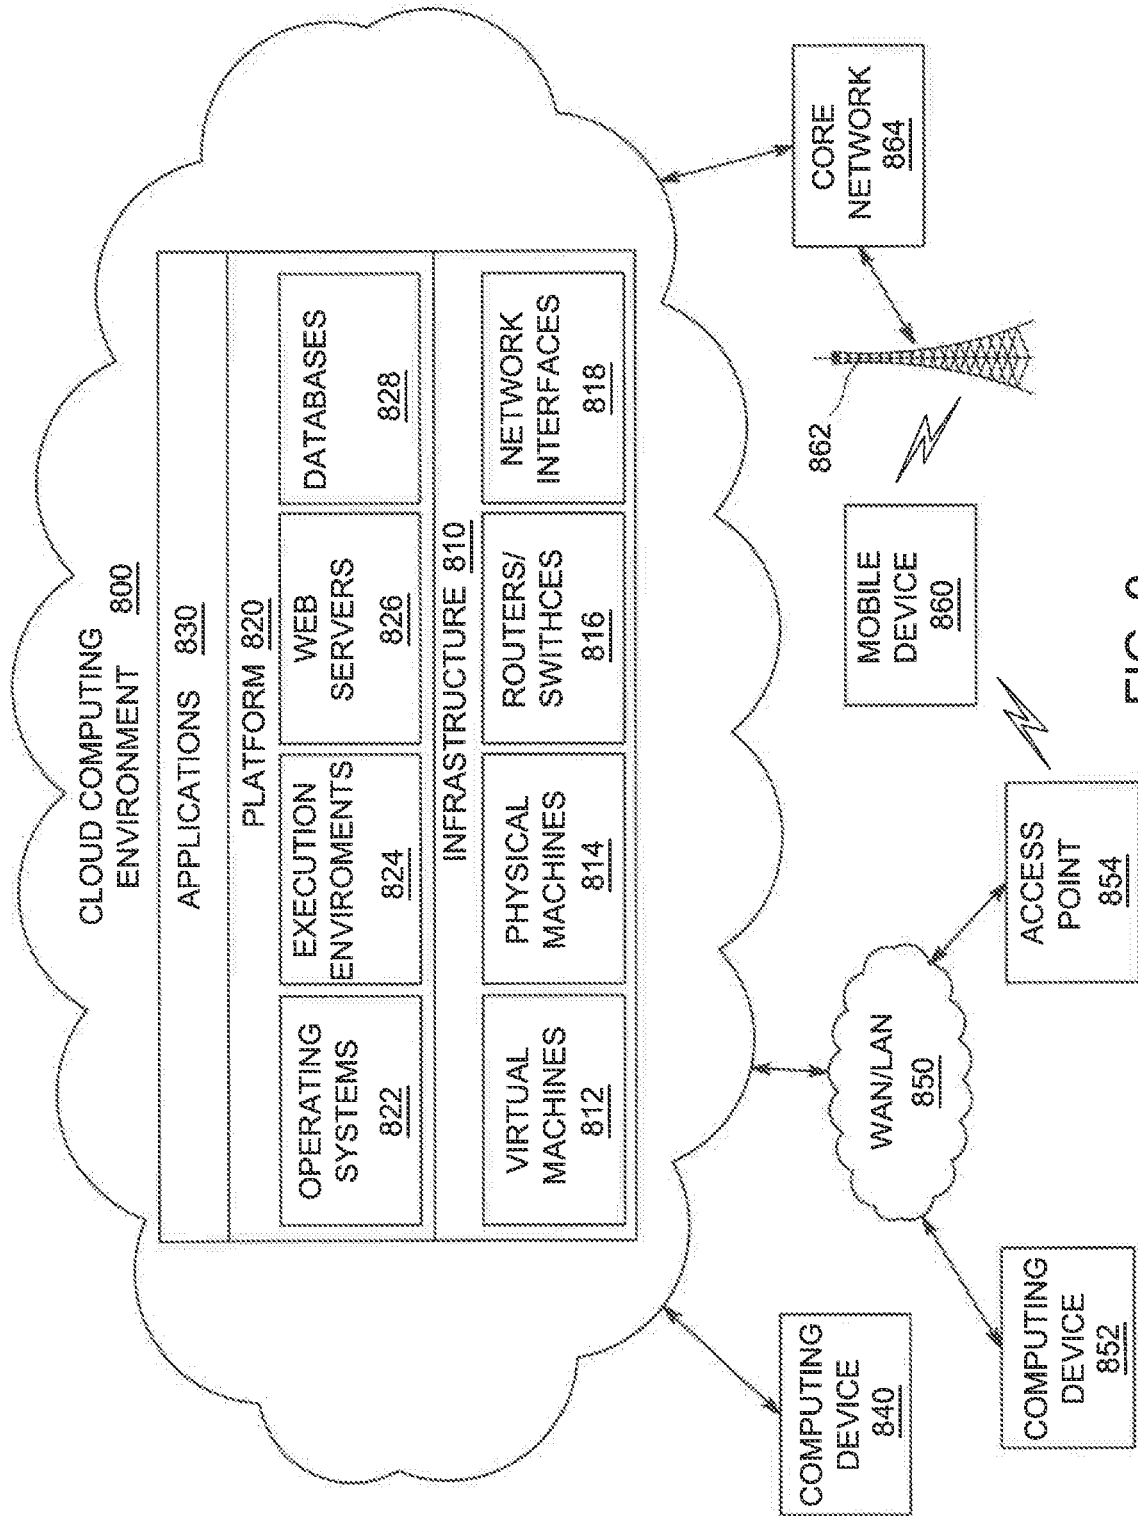 CLOUD COMPUTING
ENVIRONMENT 800
APPLICATIONS 830
PLATFORM 820
OPERATING
SYSTEMS
822
EXECUTION
ENVIROMENTS
824
WEB
SERVERS
826
DATABASES
828
INFRASTRUCTURE 810
VIRTUAL
MACHINES
812
PHYSICAL
MACHINES
814
ROUTERS/
SWITHCES
816
NETWORK
INTERFACES
818
COMPUTING
DEVICE
840
WAN/LAN
850
COMPUTING
DEVICE
852
ACCESS
POINT
854
MOBILE
DEVICE
860
862
CORE
NETWORK
864
FIG.